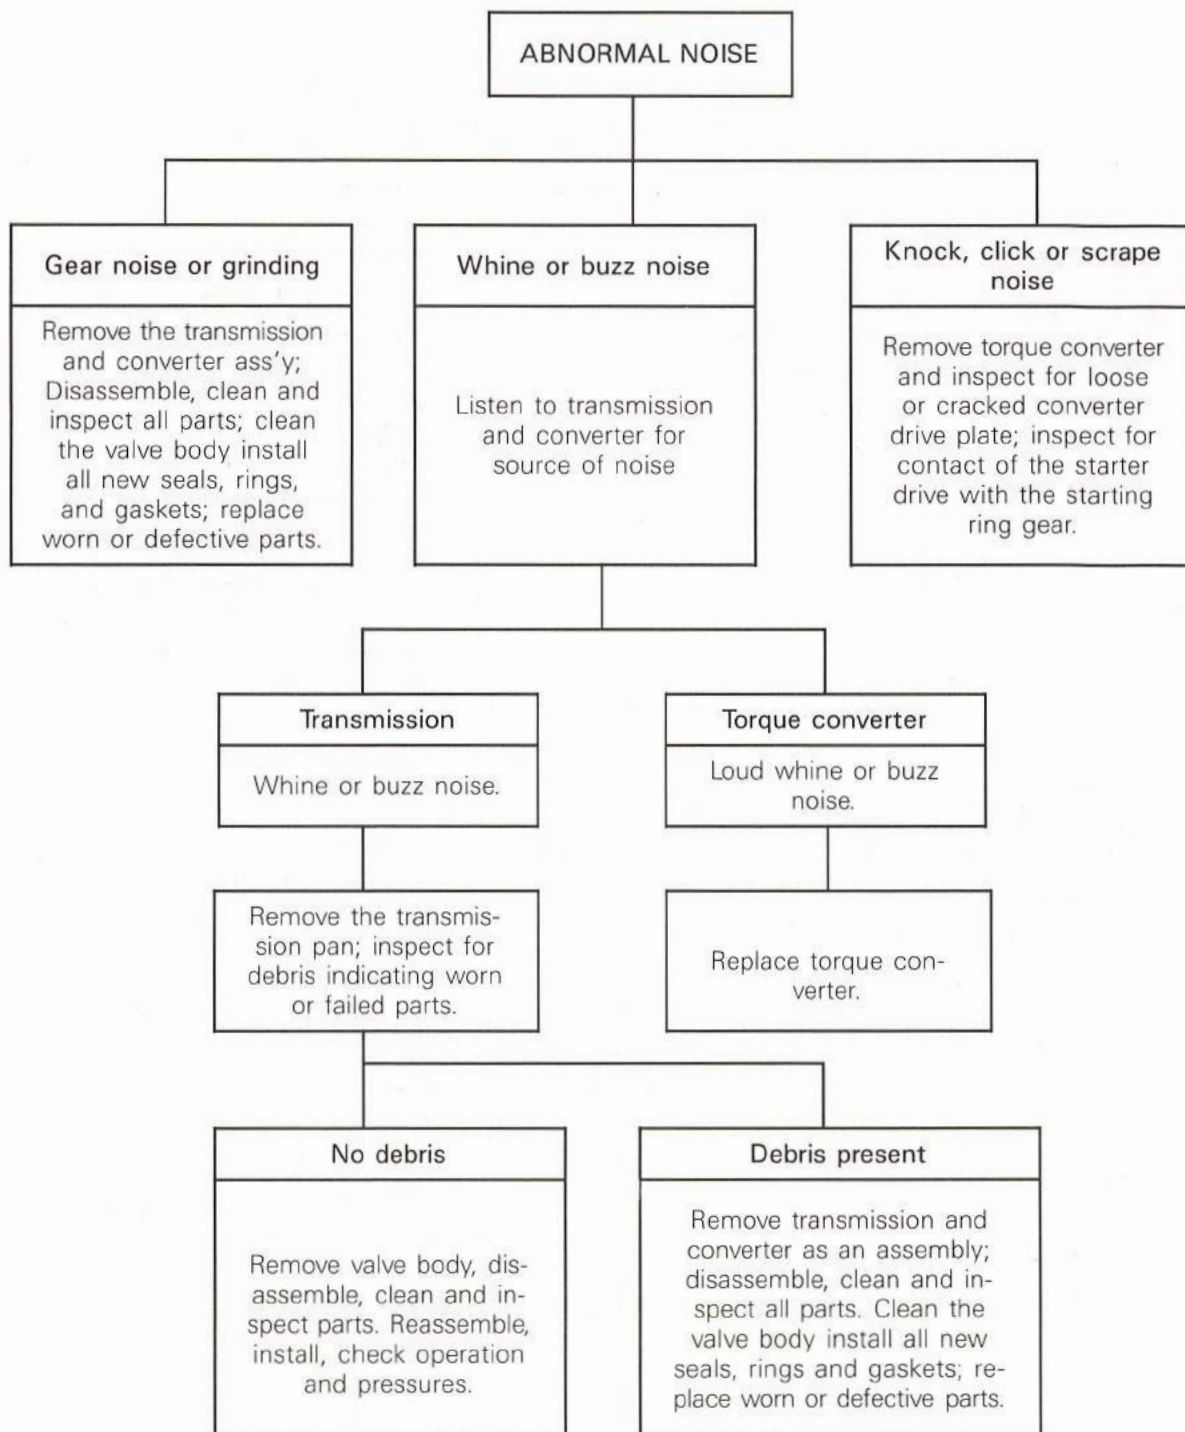 ABNORMAL NOISE
Gear noise or grinding
Remove the transmission
and converter ass'y;
Disassemble, clean and
inspect all parts; clean
the valve body install
all new seals, rings,
and gaskets; replace
worn or defective parts.
Whine or buzz noise
Listen to transmission
and converter for
source of noise
Knock, click or scrape
noise
Remove torque converter
and inspect for loose
or cracked converter
drive plate; inspect for
contact of the starter
drive with the starting
ring gear.
Transmission
Whine or buzz noise.
Torque converter
Loud whine or buzz
noise.
Remove the transmis-
sion pan; inspect for
debris indicating worn
or failed parts.
Replace torque con-
verter.
No debris
Remove valve body, dis-
assemble, clean and in-
spect parts. Reassemble,
install, check operation
and pressures.
Debris present
Remove transmission and
converter as an assembly;
disassemble, clean and in-
spect all parts. Clean the
valve body install all new
seals, rings and gaskets; re-
place worn or defective parts.